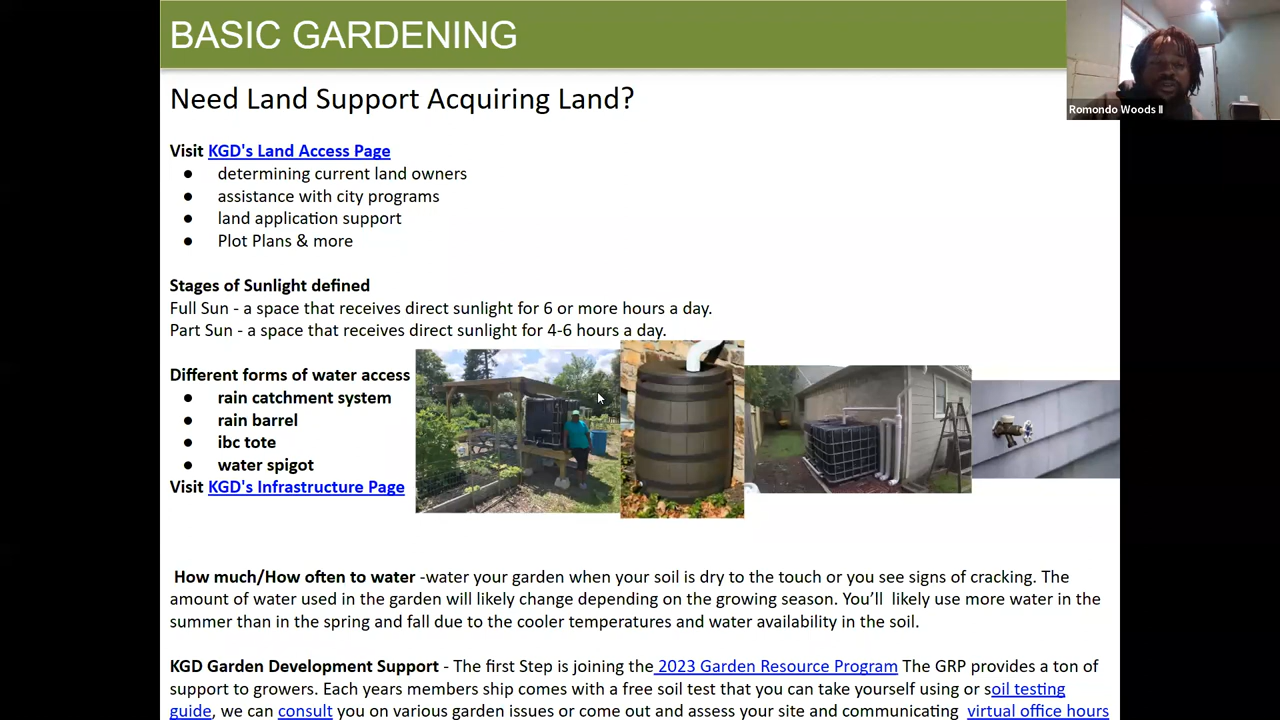 BASIC GARDENING
Romondo Woods II
Need Land Support Acquiring Land?
Visit KGD's Land Access Page
● determining current land owners
● assistance with city programs
● land application support
● Plot Plans & more
Stages of Sunlight defined
Full Sun - a space that receives direct sunlight for 6 or more hours a day.
Part Sun - a space that receives direct sunlight for 4-6 hours a day.
Different forms of water access
● rain catchment system
● rain barrel
● ibc tote
● water spigot
Visit KGD's Infrastructure Page
How much/How often to water -water your garden when your soil is dry to the touch or you see signs of cracking. The
amount of water used in the garden will likely change depending on the growing season. You'll likely use more water in the
summer than in the spring and fall due to the cooler temperatures and water availability in the soil.
KGD Garden Development Support - The first Step is joining the 2023 Garden Resource Program The GRP provides a ton of
support to growers. Each years members ship comes with a free soil test that you can take yourself using or soil testing
guide, we can consult you on various garden issues or come out and assess your site and communicating virtual office hours